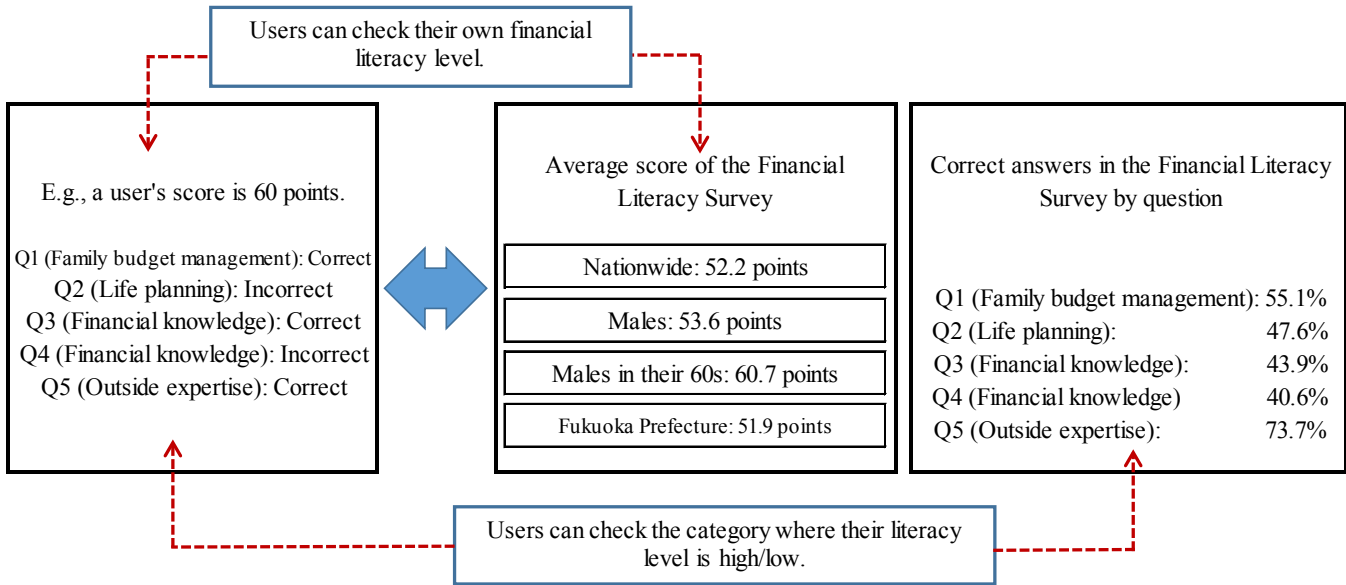 Users can check their own financial
literacy level.
E.g., a user's score is 60 points.
Q1 (Family budget management): Correct
Q2 (Life planning): Incorrect
Q3 (Financial knowledge): Correct
Q4 (Financial knowledge): Incorrect
Q5 (Outside expertise): Correct
Average score of the Financial
Literacy Survey
Nationwide: 52.2 points
Males: 53.6 points
Males in their 60s: 60.7 points
Fukuoka Prefecture: 51.9 points
Correct answers in the Financial Literacy
Survey by question
Q1 (Family budget management): 55.1%
Q2 (Life planning): 47.6%
Q3 (Financial knowledge): 43.9%
Q4 (Financial knowledge) 40.6%
Q5 (Outside expertise): 73.7%
Users can check the category where their literacy
level is high/low.